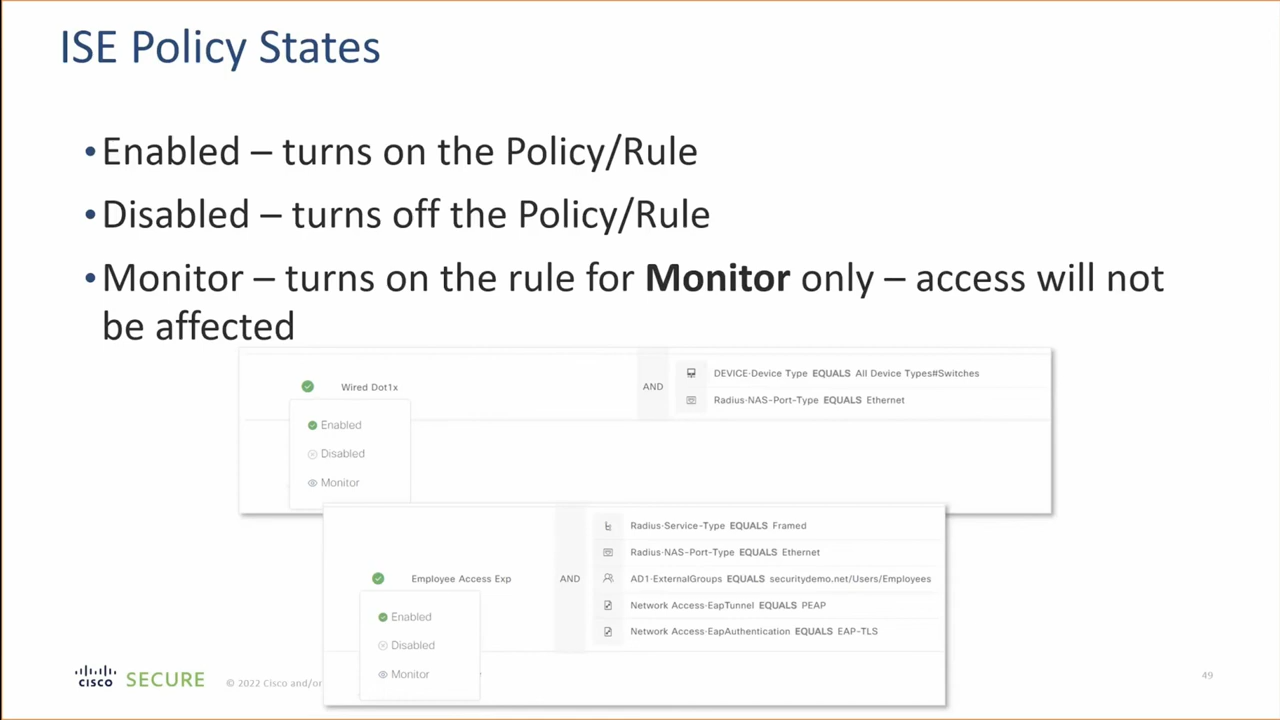 ISE Policy States
•Enabled – turns on the Policy/Rule
•Disabled – turns off the Policy/Rule
•Monitor – turns on the rule for Monitor only – access will not
be affected
Wired Dot1x
AND
DEVICE·Device Type EQUALS All Device Types#Switches
Radius·NAS-Port-Type EQUALS Ethernet
Enabled
Disabled
Monitor
Employee Access Exp
AND
Radius·Service-Type EQUALS Framed
Radius·NAS-Port-Type EQUALS Ethernet
AD1·ExternalGroups EQUALS securitydemo.net/Users/Employees
Network Access·EapTunnel EQUALS PEAP
Network Access·EapAuthentication EQUALS EAP-TLS
Enabled
Disabled
Monitor
CISCO SECURE
© 2022 Cisco and/or
49